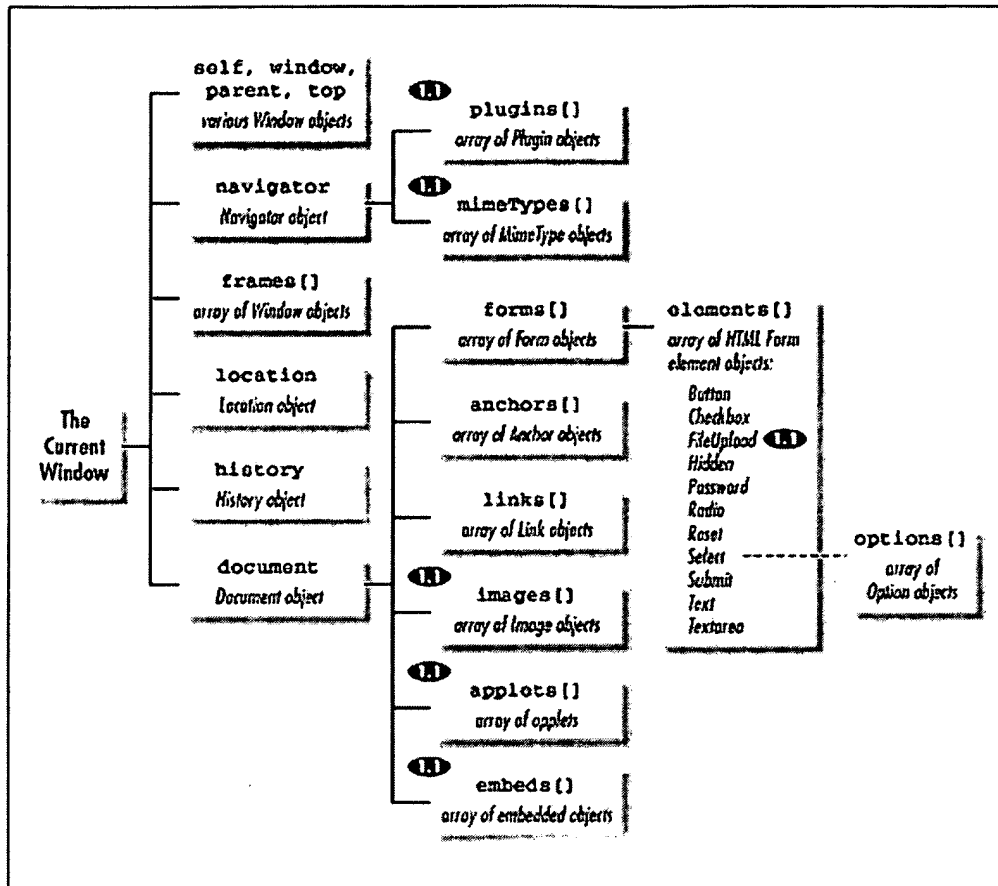 The
Current
Window
self, window,
parent, top
various Window objects
navigator
Navigator object
frames[]
array of Window objects
location
Location object
history
History object
document
Document object
1.1
plugins[]
array of Plugin objects
1.1
mimeTypes[]
array of MimeType objects
forms[]
array of Form objects
anchors[]
array of Anchor objects
links[]
array of Link objects
1.1
images[]
array of Image objects
1.1
applets[]
array of applets
1.1
embeds[]
array of embedded objects
elements[]
array of HTML Form
element objects:
Button
Checkbox
FileUpload 1.1
Hidden
Password
Radio
Reset
Select
Submit
Text
Textarea
options[]
array of
Option objects